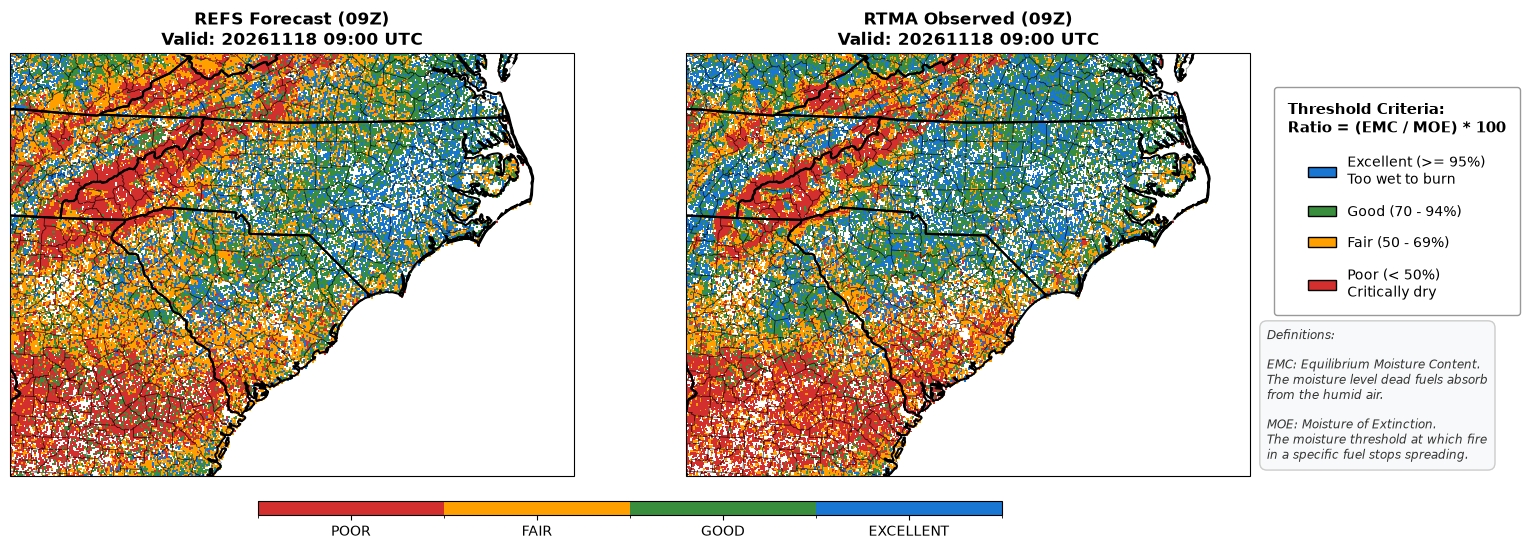 REFS Forecast (09Z)
Valid: 20261118 09:00 UTC
RTMA Observed (09Z)
Valid: 20261118 09:00 UTC
Threshold Criteria:
Ratio = (EMC / MOE) * 100
Excellent (>= 95%)
Too wet to burn
Good (70 - 94%)
Fair (50 - 69%)
Poor (< 50%)
Critically dry
Definitions:
EMC: Equilibrium Moisture Content.
The moisture level dead fuels absorb
from the humid air.
MOE: Moisture of Extinction.
The moisture threshold at which fire
in a specific fuel stops spreading.
POOR
FAIR
GOOD
EXCELLENT